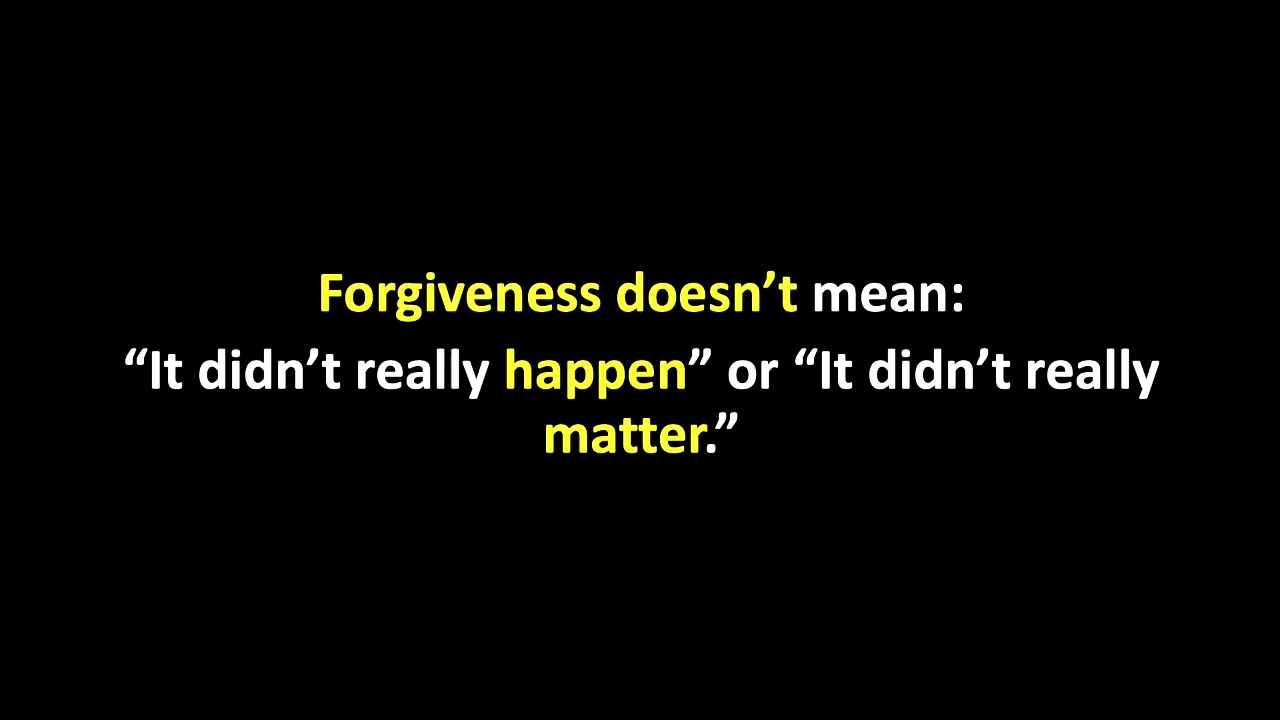 Forgiveness doesn’t mean:
“It didn’t really happen” or “It didn’t really
matter.”